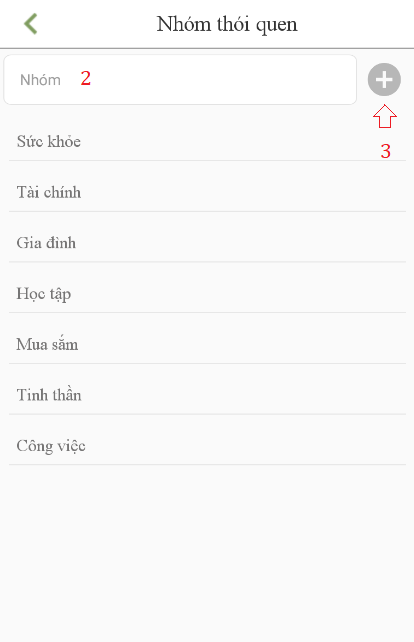 Nhóm thói quen
Nhóm 2
3
Sức khỏe
Tài chính
Gia đình
Học tập
Mua sắm
Tinh thần
Công việc